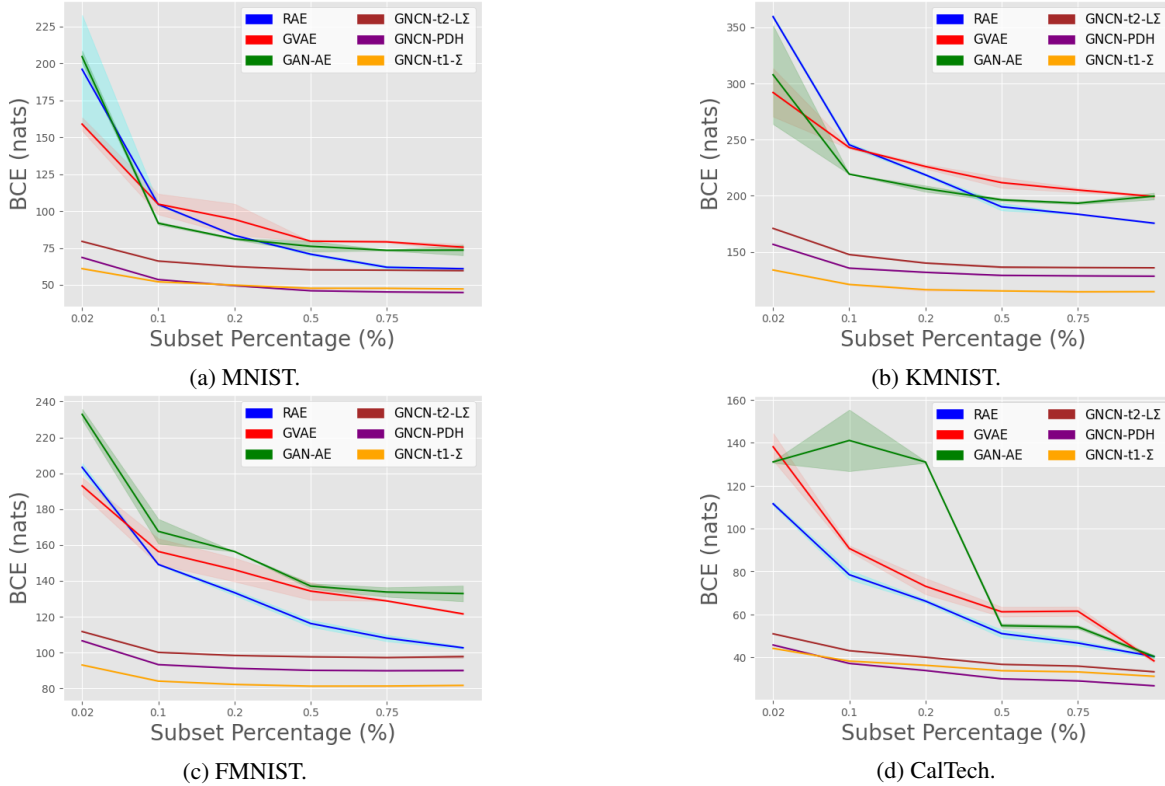 225
200
175
150
125
100
75
50
BCE (nats)
RAE
GVAE
GAN-AE
GNCN-t2-LΣ
GNCN-PDH
GNCN-t1-Σ
0.02 0.1 0.2 0.5 0.75
Subset Percentage (%)
(a) MNIST.
350
300
250
200
150
BCE (nats)
RAE
GVAE
GAN-AE
GNCN-t2-LΣ
GNCN-PDH
GNCN-t1-Σ
0.02 0.1 0.2 0.5 0.75
Subset Percentage (%)
(b) KMNIST.
240
220
200
180
160
140
120
100
80
BCE (nats)
RAE
GVAE
GAN-AE
GNCN-t2-LΣ
GNCN-PDH
GNCN-t1-Σ
0.02 0.1 0.2 0.5 0.75
Subset Percentage (%)
(c) FMNIST.
160
140
120
100
80
60
40
BCE (nats)
RAE
GVAE
GAN-AE
GNCN-t2-LΣ
GNCN-PDH
GNCN-t1-Σ
0.02 0.1 0.2 0.5 0.75
Subset Percentage (%)
(d) CalTech.